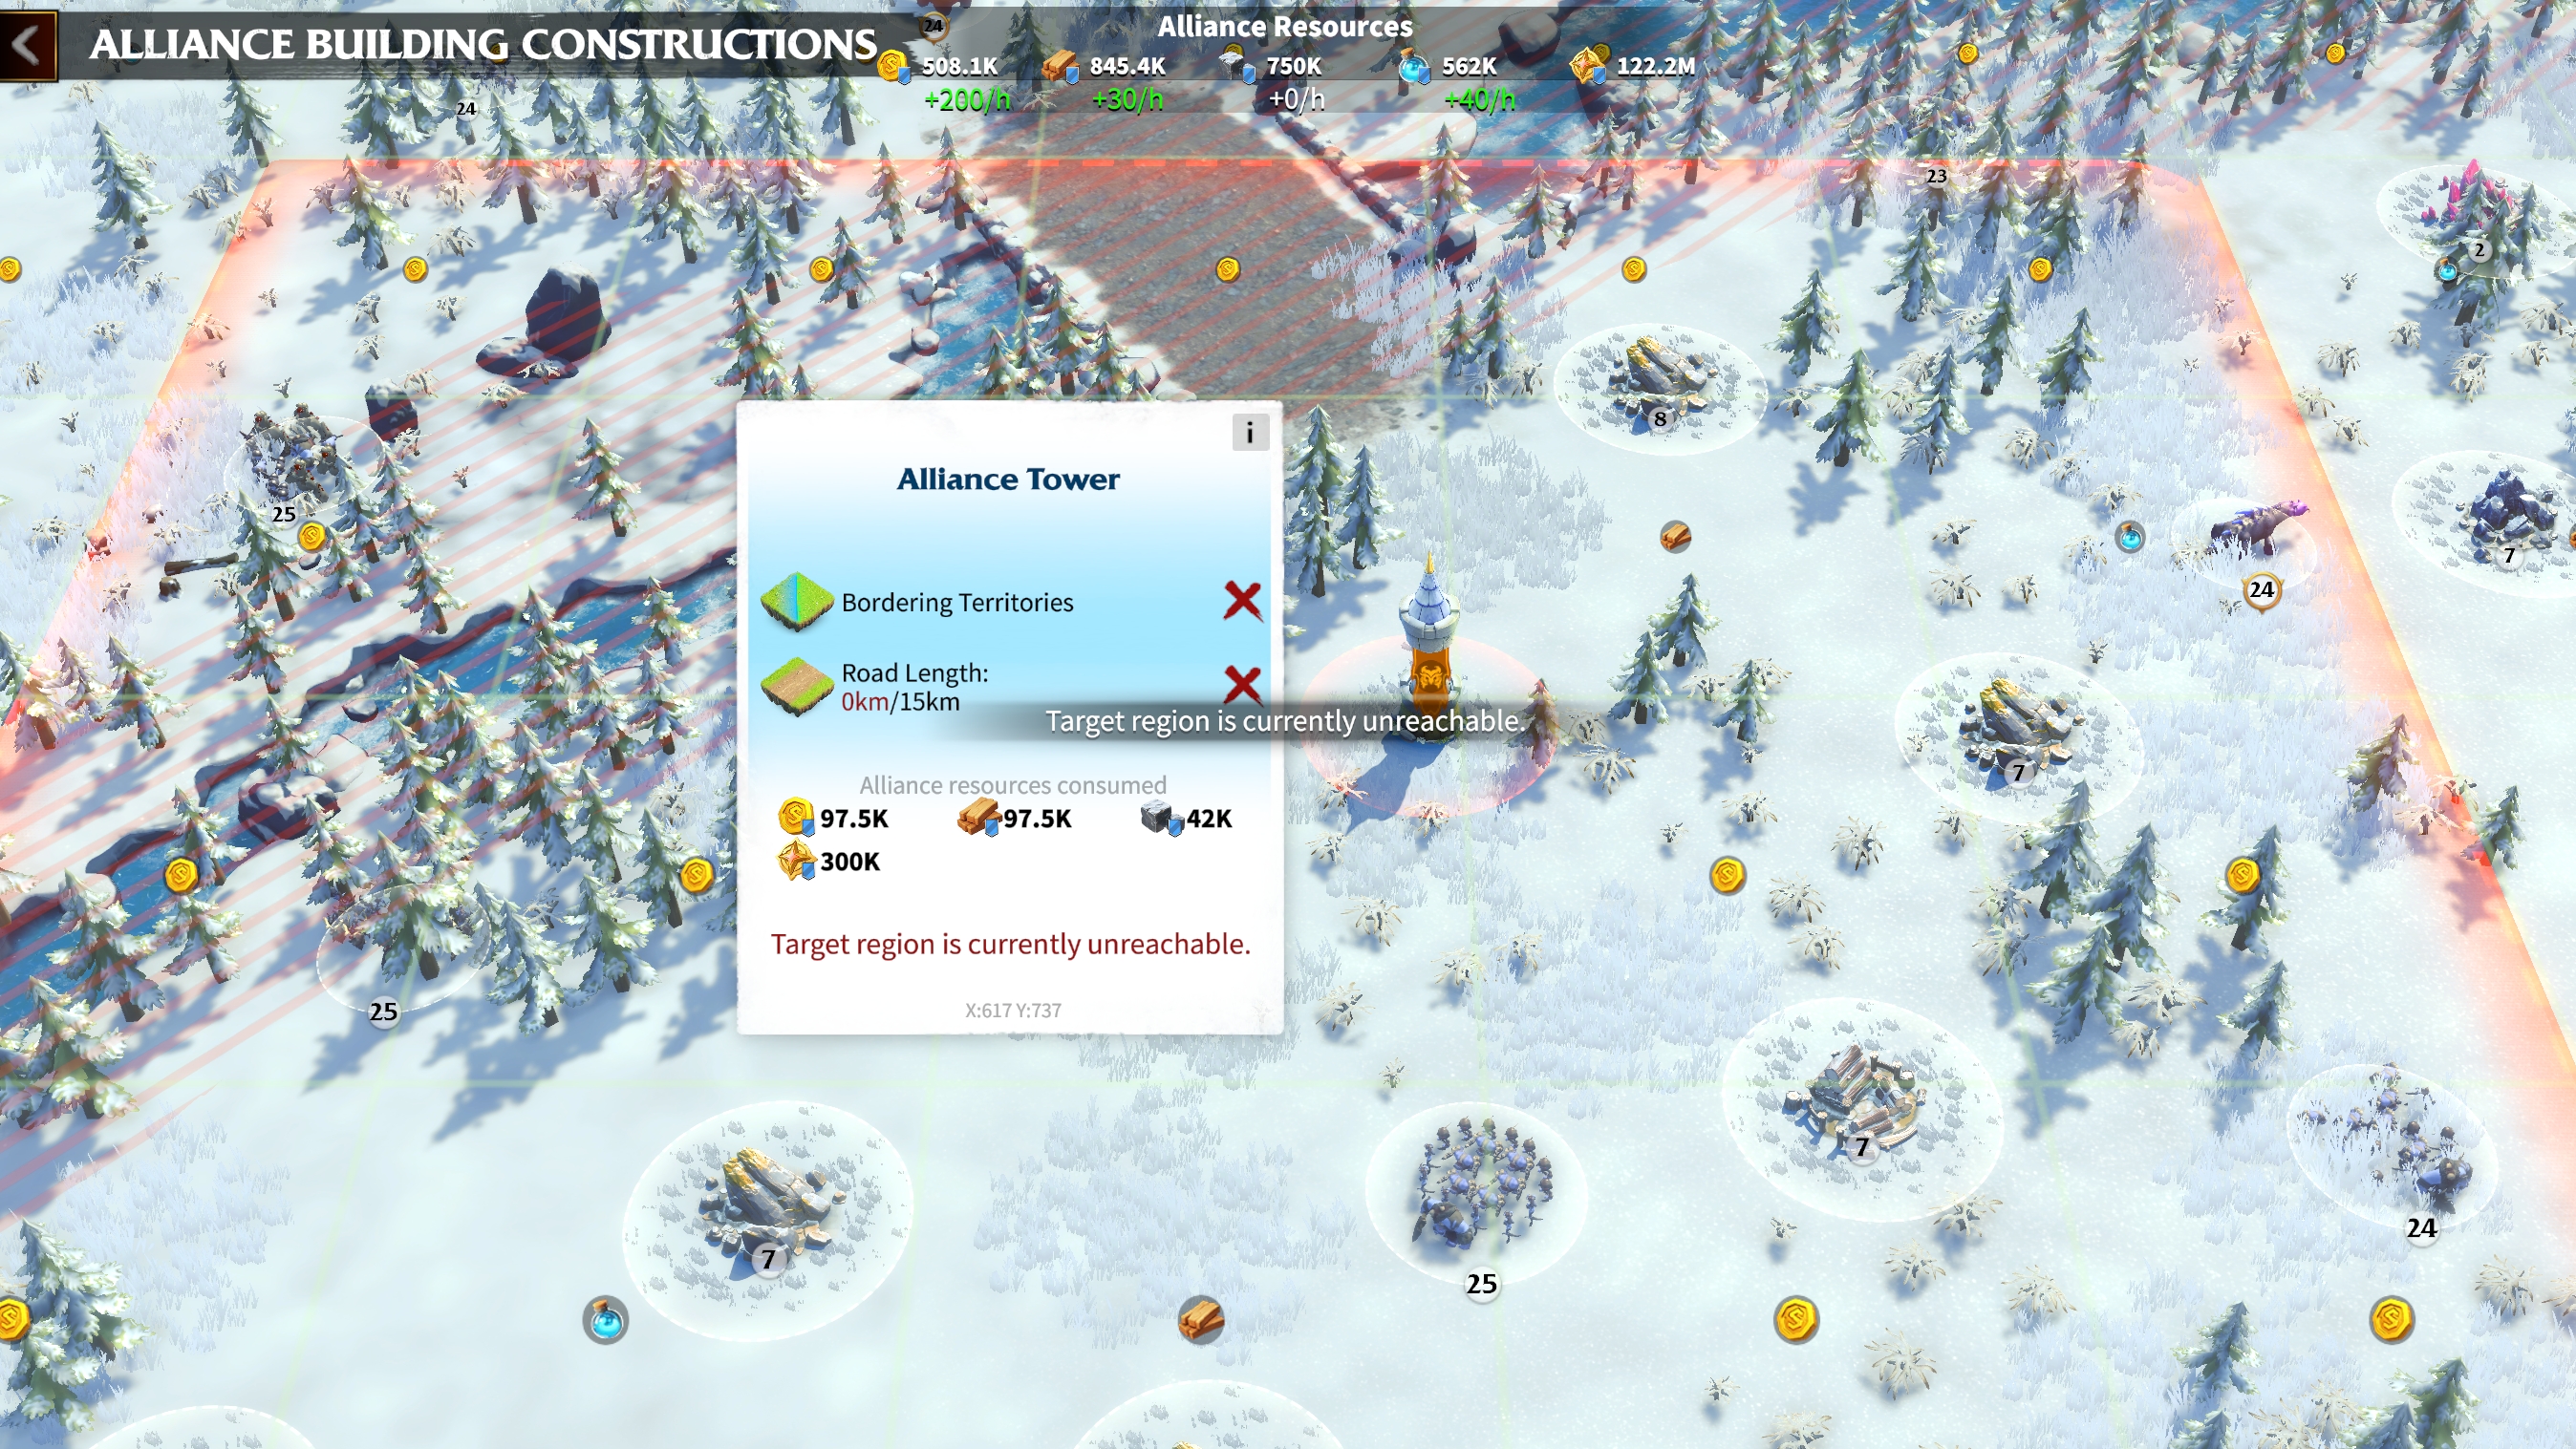 ALLIANCE BUILDING CONSTRUCTIONS
Alliance Resources
24
508.1K
845.4K
750K
562K
122.2M
+200/h
+30/h
+0/h
+40/h
24
23
2
8
25
7
24
i
Alliance Tower
Bordering Territories
Road Length:
0km/15km
Target region is currently unreachable.
Alliance resources consumed
97.5K
97.5K
42K
300K
Target region is currently unreachable.
X:617 Y:737
7
25
7
24
7
25